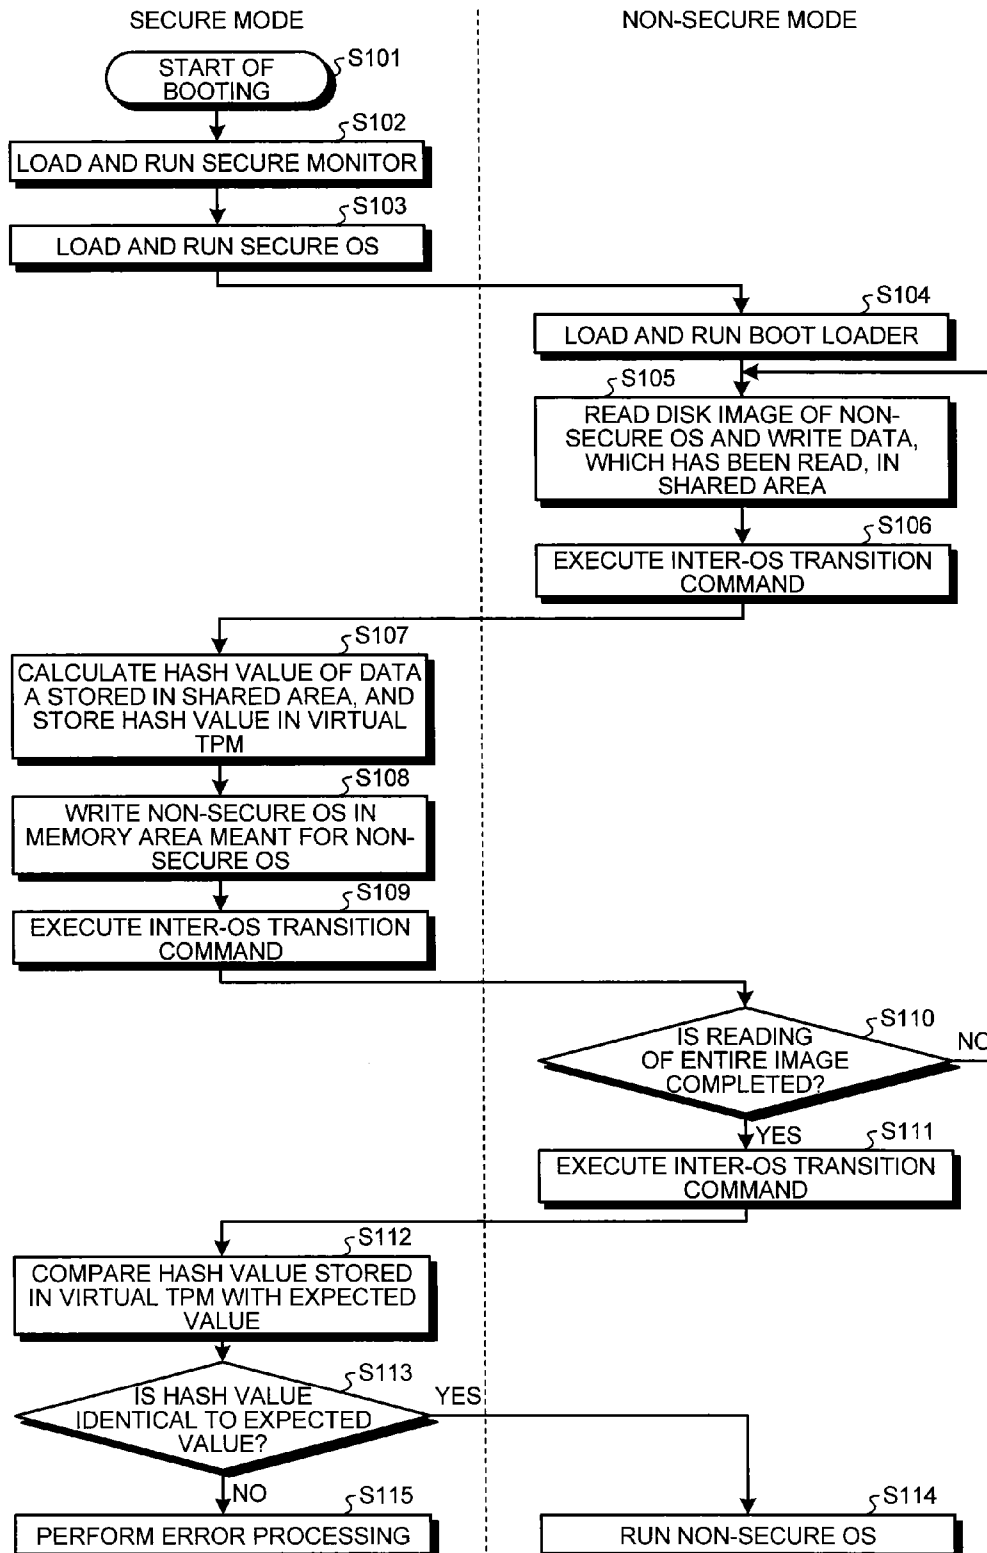 SECURE MODE
NON-SECURE MODE
S101
START OF
BOOTING
S102
LOAD AND RUN SECURE MONITOR
S103
LOAD AND RUN SECURE OS
S104
LOAD AND RUN BOOT LOADER
S105
READ DISK IMAGE OF NON-
SECURE OS AND WRITE DATA,
WHICH HAS BEEN READ, IN
SHARED AREA
S106
EXECUTE INTER-OS TRANSITION
COMMAND
S107
CALCULATE HASH VALUE OF DATA
A STORED IN SHARED AREA, AND
STORE HASH VALUE IN VIRTUAL
TPM
S108
WRITE NON-SECURE OS IN
MEMORY AREA MEANT FOR NON-
SECURE OS
S109
EXECUTE INTER-OS TRANSITION
COMMAND
S110
IS READING
OF ENTIRE IMAGE
COMPLETED?
NO
YES
S111
EXECUTE INTER-OS TRANSITION
COMMAND
S112
COMPARE HASH VALUE STORED
IN VIRTUAL TPM WITH EXPECTED
VALUE
S113
IS HASH VALUE
IDENTICAL TO EXPECTED
VALUE?
YES
NO
S115
PERFORM ERROR PROCESSING
S114
RUN NON-SECURE OS